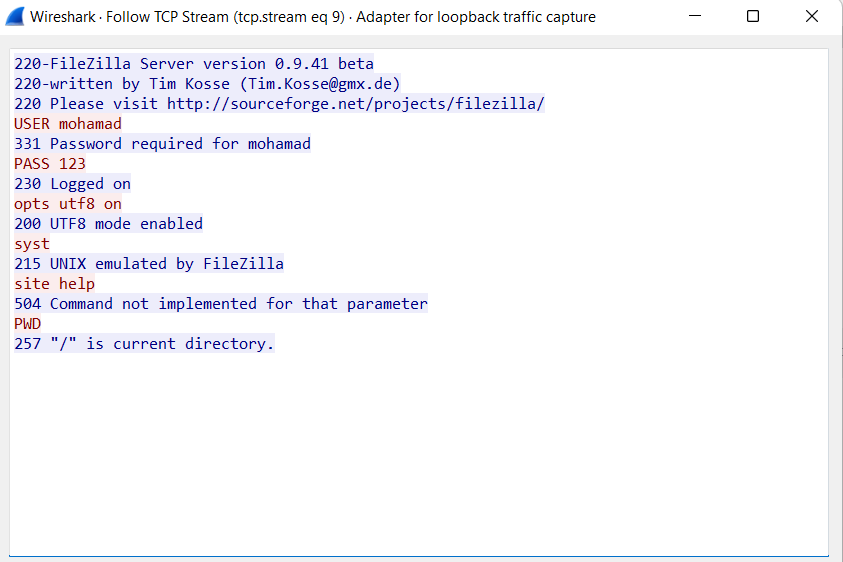 Wireshark · Follow TCP Stream (tcp.stream eq 9) · Adapter for loopback traffic capture
220-FileZilla Server version 0.9.41 beta
220-written by Tim Kosse (Tim.Kosse@gmx.de)
220 Please visit http://sourceforge.net/projects/filezilla/
USER mohamad
331 Password required for mohamad
PASS 123
230 Logged on
opts utf8 on
200 UTF8 mode enabled
syst
215 UNIX emulated by FileZilla
site help
504 Command not implemented for that parameter
PWD
257 "/" is current directory.